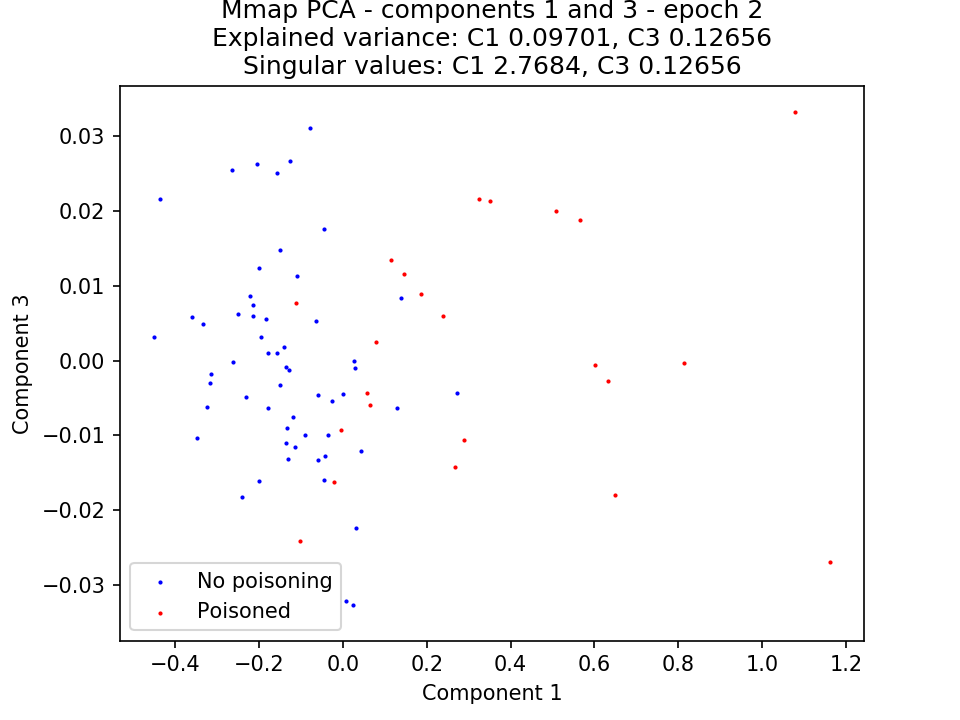 Mmap PCA - components 1 and 3 - epoch 2
Explained variance: C1 0.09701, C3 0.12656
Singular values: C1 2.7684, C3 0.12656
Component 3
0.03
0.02
0.01
0.00
−0.01
−0.02
−0.03
No poisoning
Poisoned
−0.4 −0.2 0.0 0.2 0.4 0.6 0.8 1.0 1.2
Component 1